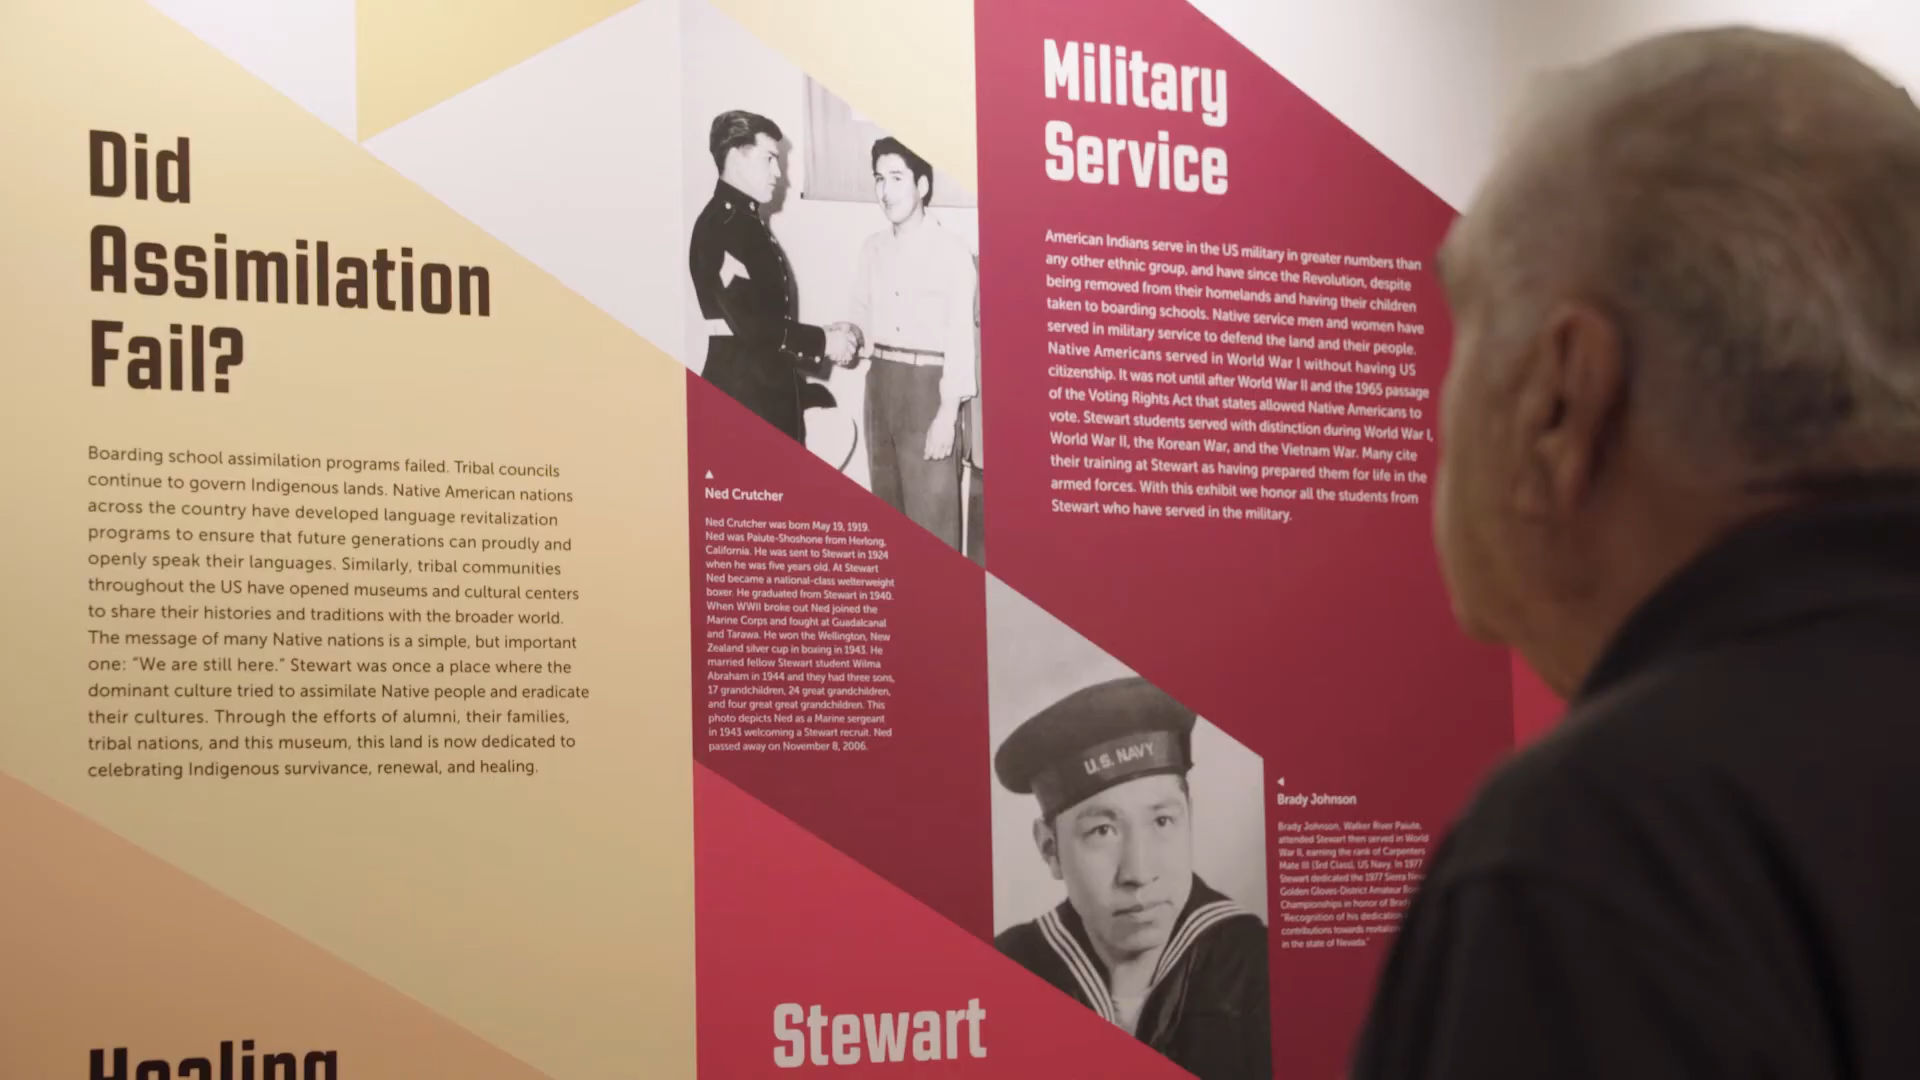 Did
Assimilation
Fail?
Boarding school assimilation programs failed. Tribal councils
continue to govern Indigenous lands. Native American nations
across the country have developed language revitalization
programs to ensure that future generations can proudly and
openly speak their languages. Similarly, tribal communities
throughout the US have opened museums and cultural centers
to share their histories and traditions with the broader world.
The message of many Native nations is a simple, but important
one: “We are still here.” Stewart was once a place where the
dominant culture tried to assimilate Native people and eradicate
their cultures. Through the efforts of alumni, their families,
tribal nations, and this museum, this land is now dedicated to
celebrating Indigenous survivance, renewal, and healing.
Healing
Ned Crutcher
Ned Crutcher was born May 19, 1919.
Ned was Paiute-Shoshone from Herlong,
California. He was sent to Stewart in 1924
when he was five years old. At Stewart
Ned became a national-class welterweight
boxer. He graduated from Stewart in 1940.
When WWII broke out Ned joined the
Marine Corps and fought at Guadalcanal
and Tarawa. He won the Wellington, New
Zealand silver cup in boxing in 1943. He
married fellow Stewart student Wilma
Abraham in 1944 and they had three sons,
17 grandchildren, 24 great grandchildren,
and four great great grandchildren. This
photo depicts Ned as a Marine sergeant
in 1943 welcoming a Stewart recruit. Ned
passed away on November 8, 2006.
Military
Service
American Indians serve in the US military in greater numbers than
any other ethnic group, and have since the Revolution, despite
being removed from their homelands and having their children
taken to boarding schools. Native service men and women have
served in military service to defend the land and their people.
Native Americans served in World War I without having US
citizenship. It was not until after World War II and the 1965 passage
of the Voting Rights Act that states allowed Native Americans to
vote. Stewart students served with distinction during World War I,
World War II, the Korean War, and the Vietnam War. Many cite
their training at Stewart as having prepared them for life in the
armed forces. With this exhibit we honor all the students from
Stewart who have served in the military.
U.S. NAVY
Brady Johnson
Brady Johnson, Walker River Paiute,
attended Stewart then served in World
War II, earning the rank of Carpenters
Mate III (3rd Class), US Navy. In 1977
Stewart dedicated the 1977 Sierra
Golden Gloves-District Amateur
Championships in honor of
"Recognition of his dedication
contributions towards
in the state of Nevada."
Stewart